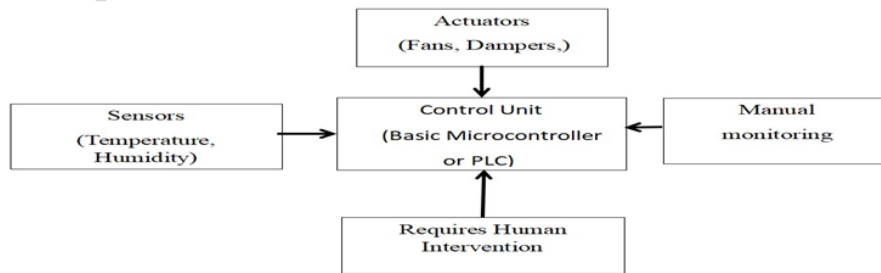 Actuators
(Fans, Dampers,)
Sensors
(Temperature,
Humidity)
Control Unit
(Basic Microcontroller
or PLC)
Manual
monitoring
Requires Human
Intervention